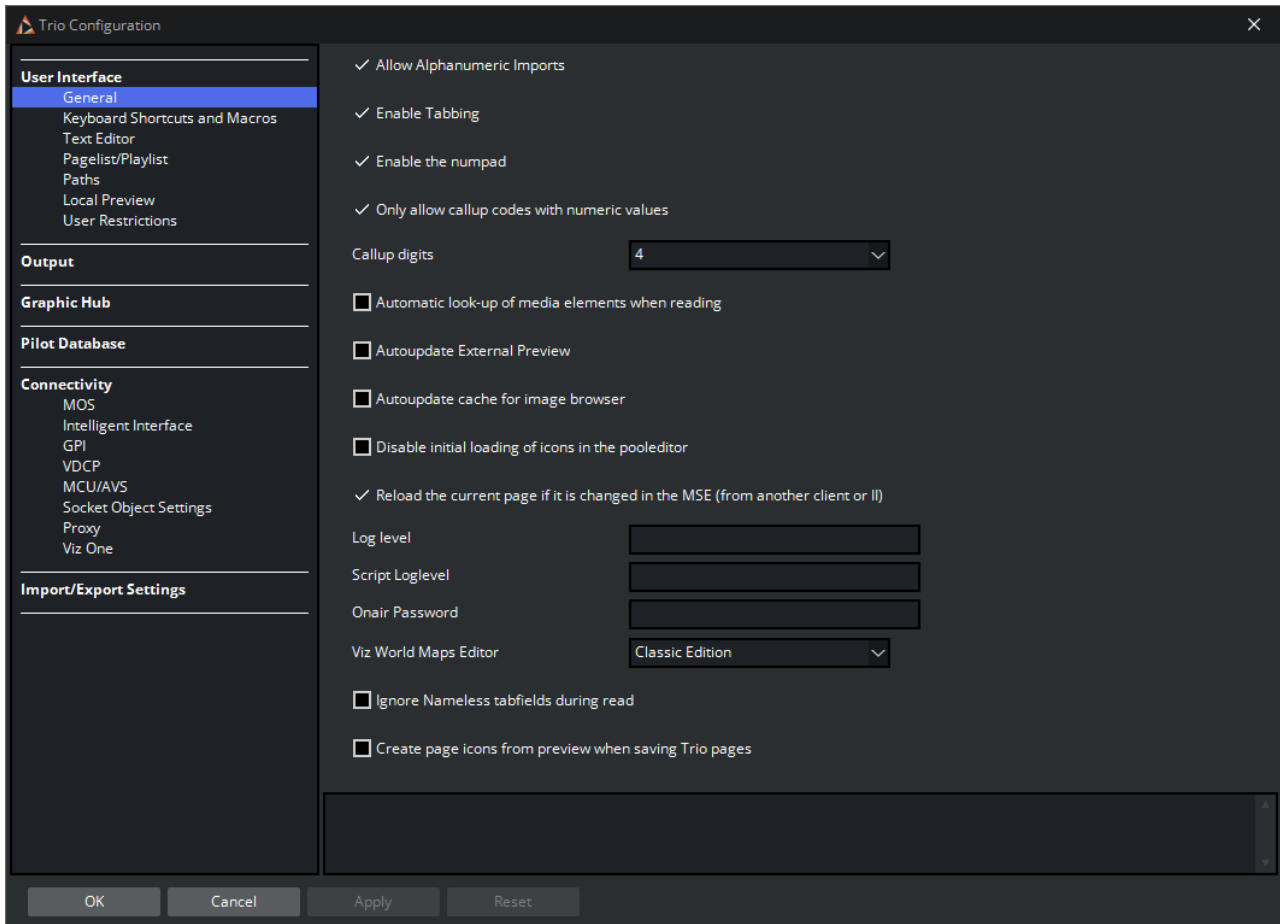 Trio Configuration
User Interface
General
Keyboard Shortcuts and Macros
Text Editor
Pagelist/Playlist
Paths
Local Preview
User Restrictions
Output
Graphic Hub
Pilot Database
Connectivity
MOS
Intelligent Interface
GPI
VDCP
MCU/AVS
Socket Object Settings
Proxy
Viz One
Import/Export Settings
Allow Alphanumeric Imports
Enable Tabbing
Enable the numpad
Only allow callup codes with numeric values
Callup digits 4
Automatic look-up of media elements when reading
Autoupdate External Preview
Autoupdate cache for image browser
Disable initial loading of icons in the pooleditor
Reload the current page if it is changed in the MSE (from another client or II)
Log level
Script Loglevel
Onair Password
Viz World Maps Editor Classic Edition
Ignore Nameless tabfields during read
Create page icons from preview when saving Trio pages
OK Cancel Apply Reset